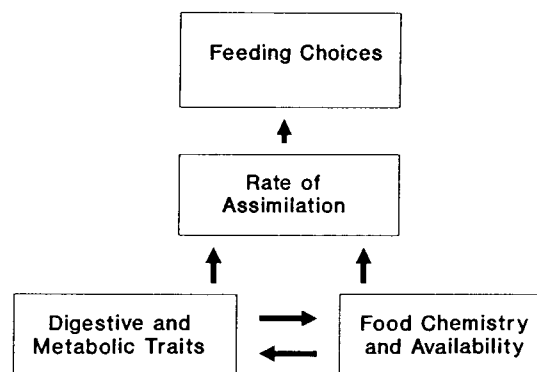 Feeding Choices
Rate of
Assimilation
Digestive and
Metabolic Traits
Food Chemistry
and Availability